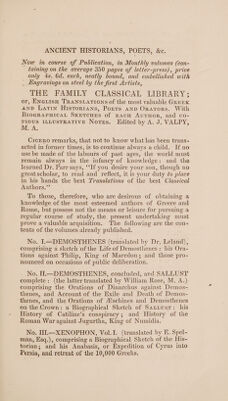 ANCIENT HISTORIANS, POETS, &c.
Now in course of Publication, in Monthly volumes (con-
taining on the average 350 pages of letter-press), price
only 4s. 6d. each, neatly bound, and embellished with
Engravings on steel by the first Artists,
THE FAMILY CLASSICAL LIBRARY;
or, ENGLISH TRANSLATIONS of the most valuable GREEK
AND LATIN HISTORIANS, POETS AND ORATORS. With
BIOGRAPHICAL SKETCHES OF EACH AUTHOR, AND CO-
PIOUS ILLUSTRATIVE NOTES. Edited by A. J. VALPY,
M. A.
CICERO remarks, that not to know what has been trans-
acted in former times, is to continue always a child. If no
use be made of the labours of past ages, the world must
remain always in the infancy of knowledge: and the
learned Dr. Parr says, "If you desire your son, though no
great scholar, to read and reflect, it is your duty to place
in his hands the best Translations of the best Classical
Authors."
To those, therefore, who are desirous of obtaining a
knowledge of the most esteemed authors of Greece and
Rome, but possess not the means or leisure for pursuing a
regular course of study, the present undertaking must
prove a valuable acquisition. The following are the con-
tents of the volumes already published.
No. I.—DEMOSTHENES (translated by Dr. Leland),
comprising a sketch of the Life of Demosthenes: his Ora-
tions against Philip, King of Macedon; and those pro-
nounced on occasions of public deliberation.
No. II.—DEMOSTHENES, concluded, and SALLUST
complete: (the latter translated by William Rose, M. A.)
comprising the Orations of Dinarchus against Demos-
thenes, and Account of the Exile and Death of Demos-
thenes, and the Orations of Æschines and Demosthenes
on the Crown: a Biographical Sketch of SALLUST: his
History of Catiline's conspiracy; and History of the
Roman War against Jugurtha, King of Numidia.
No. III.—XENOPHON, Vol. I. (translated by E. Spel-
man, Esq.), comprising a Biographical Sketch of the His-
torian; and his Anabasis, or Expedition of Cyrus into
Persia, and retreat of the 10,000 Greeks.